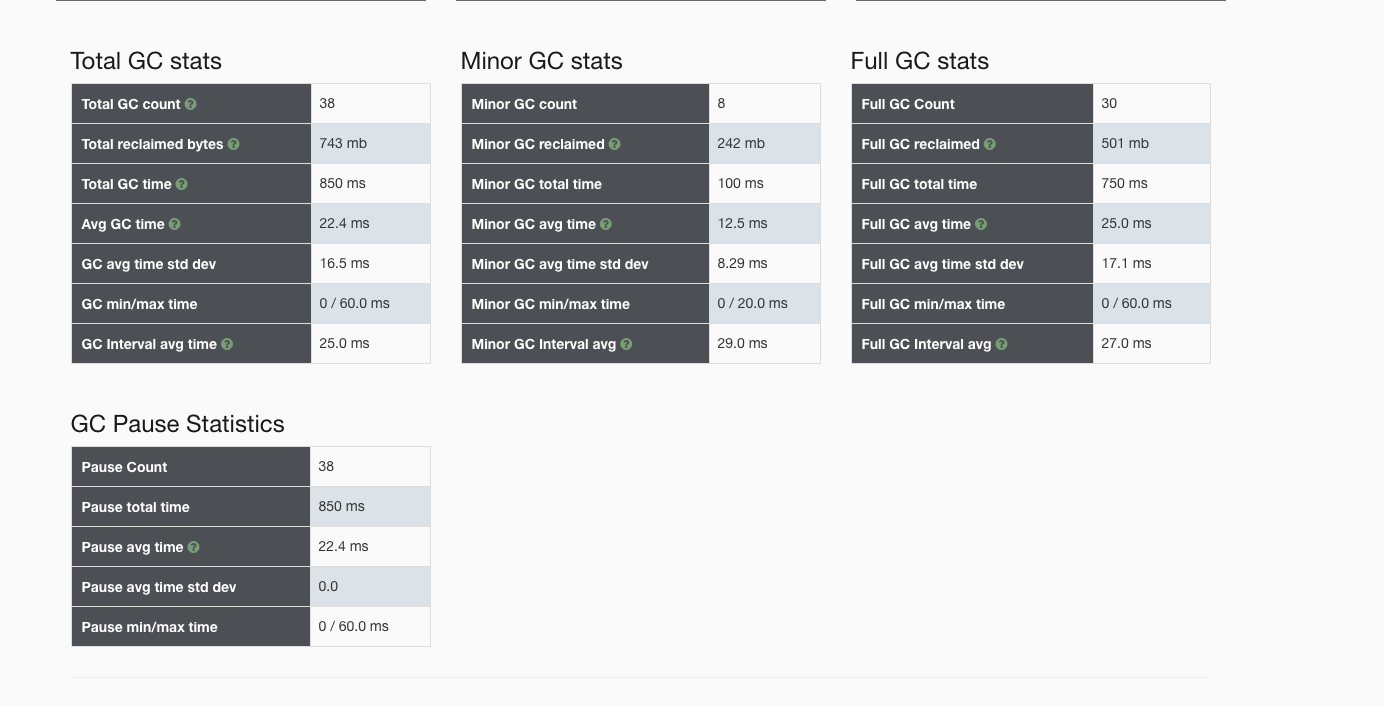 Total GC stats
Total GC count 38
Total reclaimed bytes 743 mb
Total GC time 850 ms
Avg GC time 22.4 ms
GC avg time std dev 16.5 ms
GC min/max time 0 / 60.0 ms
GC Interval avg time 25.0 ms
Minor GC stats
Minor GC count 8
Minor GC reclaimed 242 mb
Minor GC total time 100 ms
Minor GC avg time 12.5 ms
Minor GC avg time std dev 8.29 ms
Minor GC min/max time 0 / 20.0 ms
Minor GC Interval avg 29.0 ms
Full GC stats
Full GC Count 30
Full GC reclaimed 501 mb
Full GC total time 750 ms
Full GC avg time 25.0 ms
Full GC avg time std dev 17.1 ms
Full GC min/max time 0 / 60.0 ms
Full GC Interval avg 27.0 ms
GC Pause Statistics
Pause Count 38
Pause total time 850 ms
Pause avg time 22.4 ms
Pause avg time std dev 0.0
Pause min/max time 0 / 60.0 ms